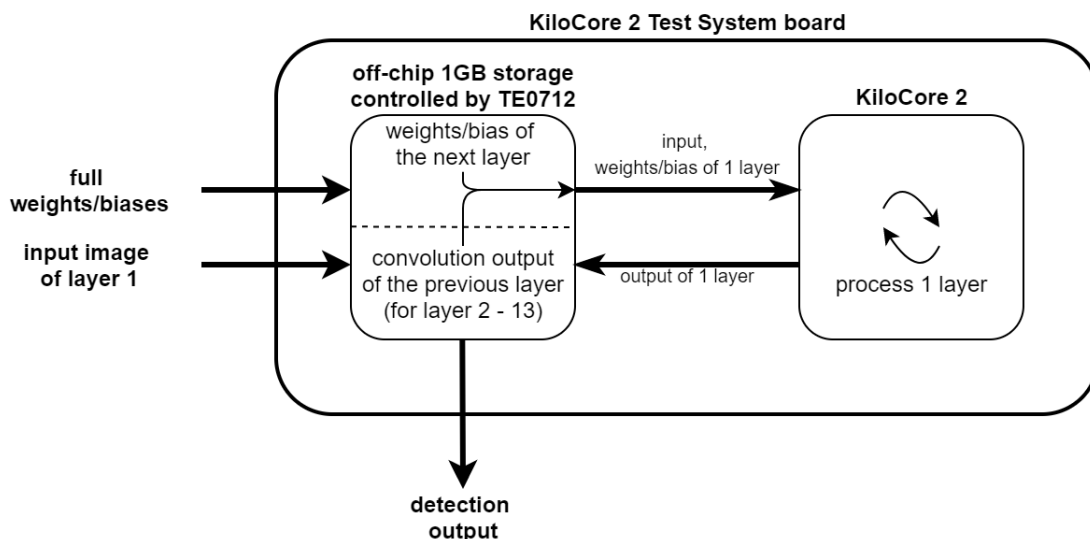 KiloCore 2 Test System board
off-chip 1GB storage
controlled by TE0712
KiloCore 2
weights/bias of
the next layer
input,
weights/bias of 1 layer
full
weights/biases
input image
of layer 1
convolution output
of the previous layer
(for layer 2 - 13)
output of 1 layer
process 1 layer
detection
output